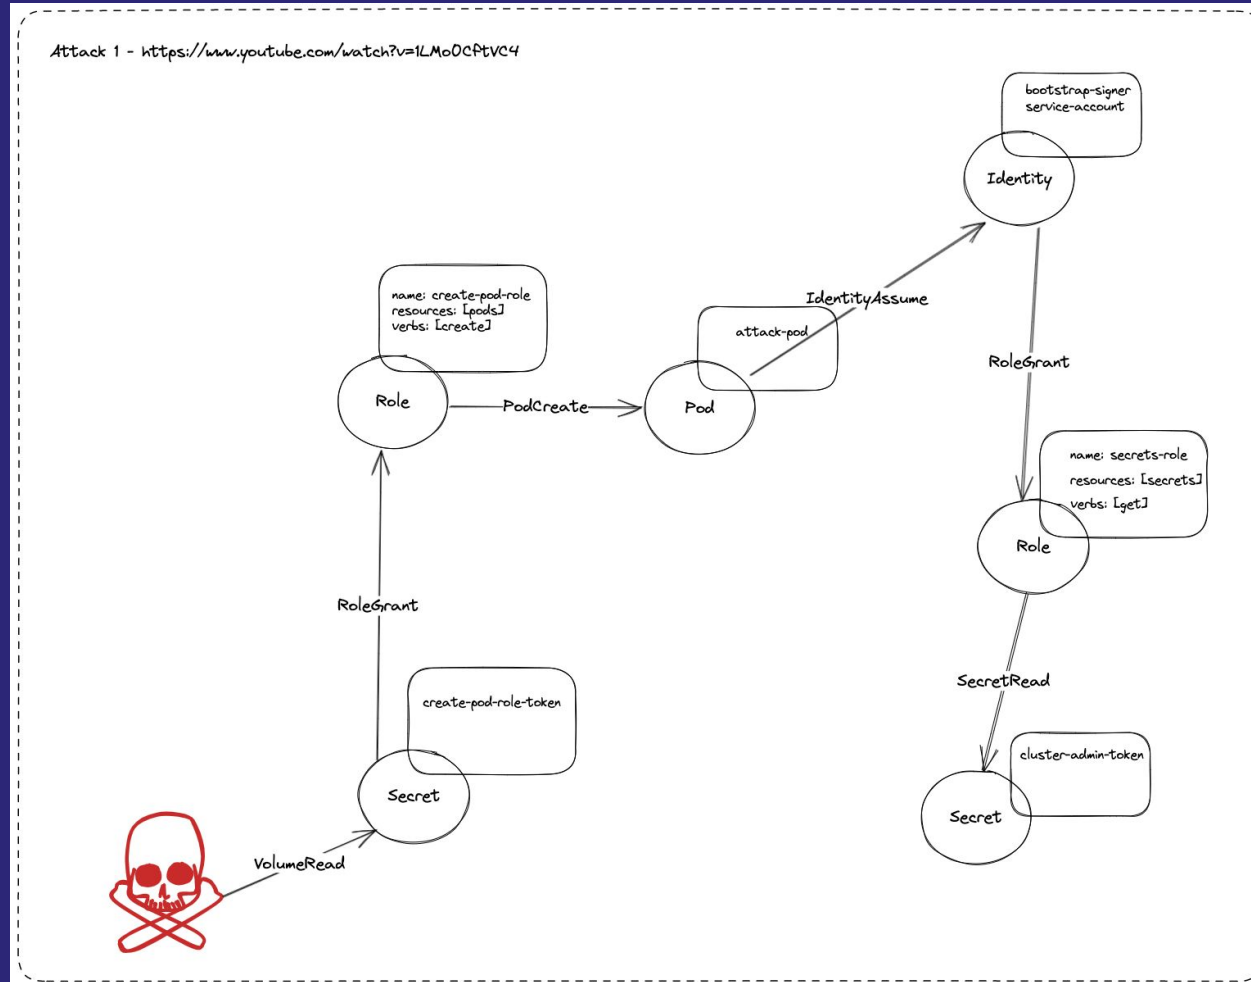 Attack 1 - https://www.youtube.com/watch?v=1LMo0CftVC4
bootstrap-signer
service-account
Identity
IdentityAssume
name: create-pod-role
resources: [pods]
verbs: [create]
Role
PodCreate
attack-pod
Pod
RoleGrant
name: secrets-role
resources: [secrets]
verbs: [get]
Role
RoleGrant
SecretRead
create-pod-role-token
Secret
cluster-admin-token
Secret
VolumeRead